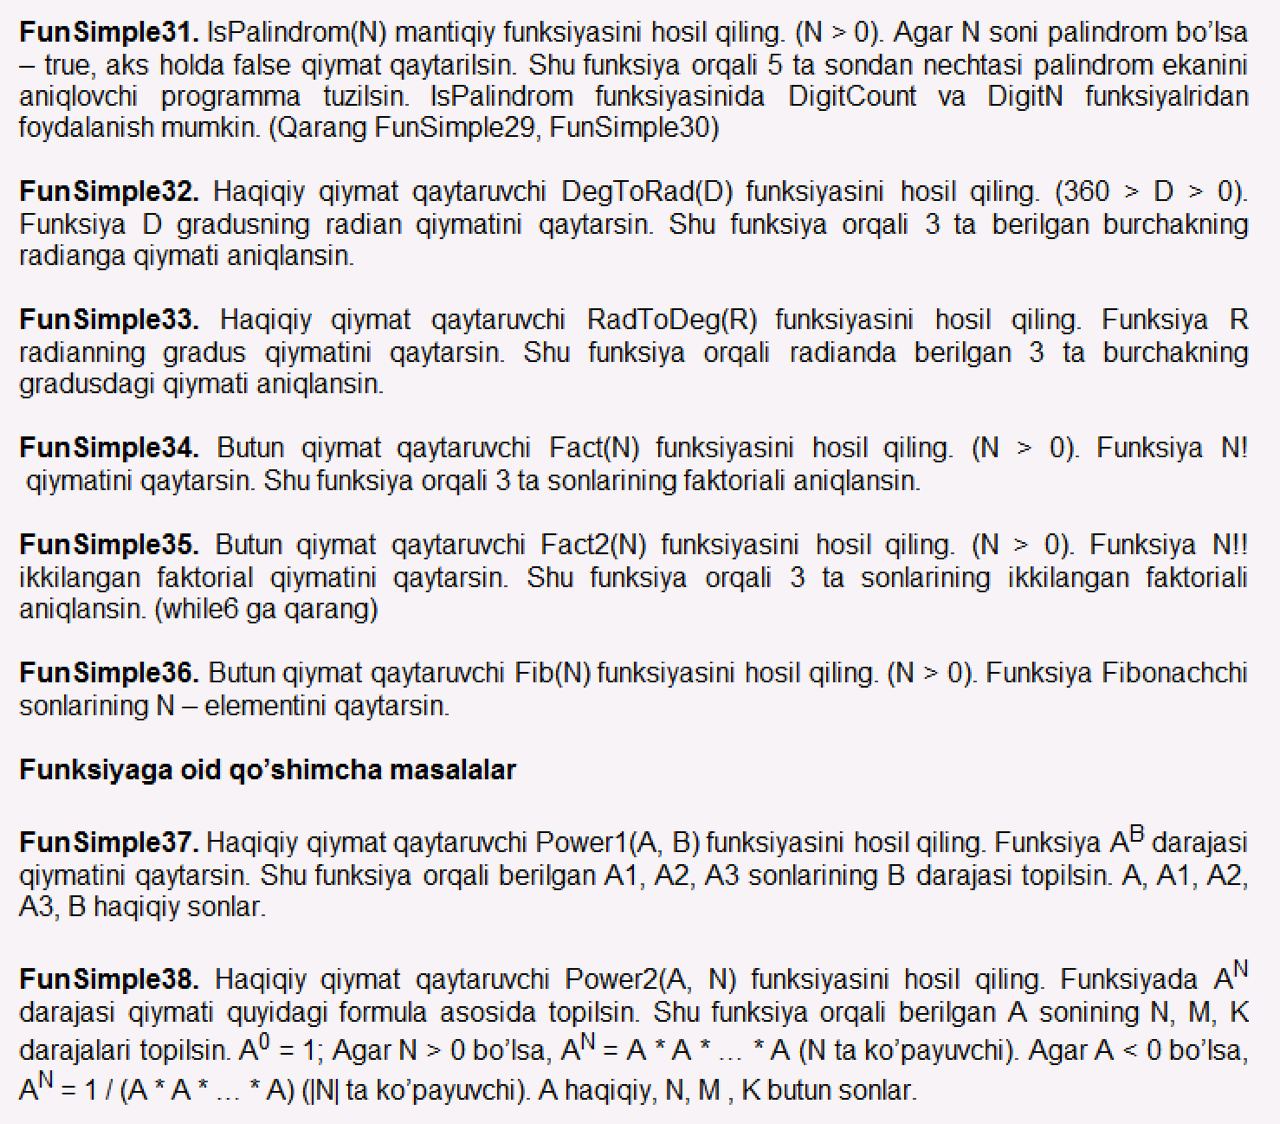 FunSimple31. IsPalindrom(N) mantiqiy funksiyasini hosil qiling. (N > 0). Agar N soni palindrom bo’lsa
– true, aks holda false qiymat qaytarilsin. Shu funksiya orqali 5 ta sondan nechtasi palindrom ekanini
aniqlovchi programma tuzilsin. IsPalindrom funksiyasinida DigitCount va DigitN funksiyalridan
foydalanish mumkin. (Qarang FunSimple29, FunSimple30)
FunSimple32. Haqiqiy qiymat qaytaruvchi DegToRad(D) funksiyasini hosil qiling. (360 > D > 0).
Funksiya D gradusning radian qiymatini qaytarsin. Shu funksiya orqali 3 ta berilgan burchakning
radianga qiymati aniqlansin.
FunSimple33. Haqiqiy qiymat qaytaruvchi RadToDeg(R) funksiyasini hosil qiling. Funksiya R
radianning gradus qiymatini qaytarsin. Shu funksiya orqali radianda berilgan 3 ta burchakning
gradusdagi qiymati aniqlansin.
FunSimple34. Butun qiymat qaytaruvchi Fact(N) funksiyasini hosil qiling. (N > 0). Funksiya N!
qiymatini qaytarsin. Shu funksiya orqali 3 ta sonlarining faktoriali aniqlansin.
FunSimple35. Butun qiymat qaytaruvchi Fact2(N) funksiyasini hosil qiling. (N > 0). Funksiya N!!
ikkilangan faktorial qiymatini qaytarsin. Shu funksiya orqali 3 ta sonlarining ikkilangan faktoriali
aniqlansin. (while6 ga qarang)
FunSimple36. Butun qiymat qaytaruvchi Fib(N) funksiyasini hosil qiling. (N > 0). Funksiya Fibonachchi
sonlarining N – elementini qaytarsin.
Funksiyaga oid qo’shimcha masalalar
FunSimple37. Haqiqiy qiymat qaytaruvchi Power1(A, B) funksiyasini hosil qiling. Funksiya A^B darajasi
qiymatini qaytarsin. Shu funksiya orqali berilgan A1, A2, A3 sonlarining B darajasi topilsin. A, A1, A2,
A3, B haqiqiy sonlar.
FunSimple38. Haqiqiy qiymat qaytaruvchi Power2(A, N) funksiyasini hosil qiling. Funksiyada A^N
darajasi qiymati quyidagi formula asosida topilsin. Shu funksiya orqali berilgan A sonining N, M, K
darajalari topilsin. A^0 = 1; Agar N > 0 bo’lsa, A^N = A * A * ... * A (N ta ko’payuvchi). Agar A < 0 bo’lsa,
A^N = 1 / (A * A * ... * A) (|N| ta ko’payuvchi). A haqiqiy, N, M , K butun sonlar.